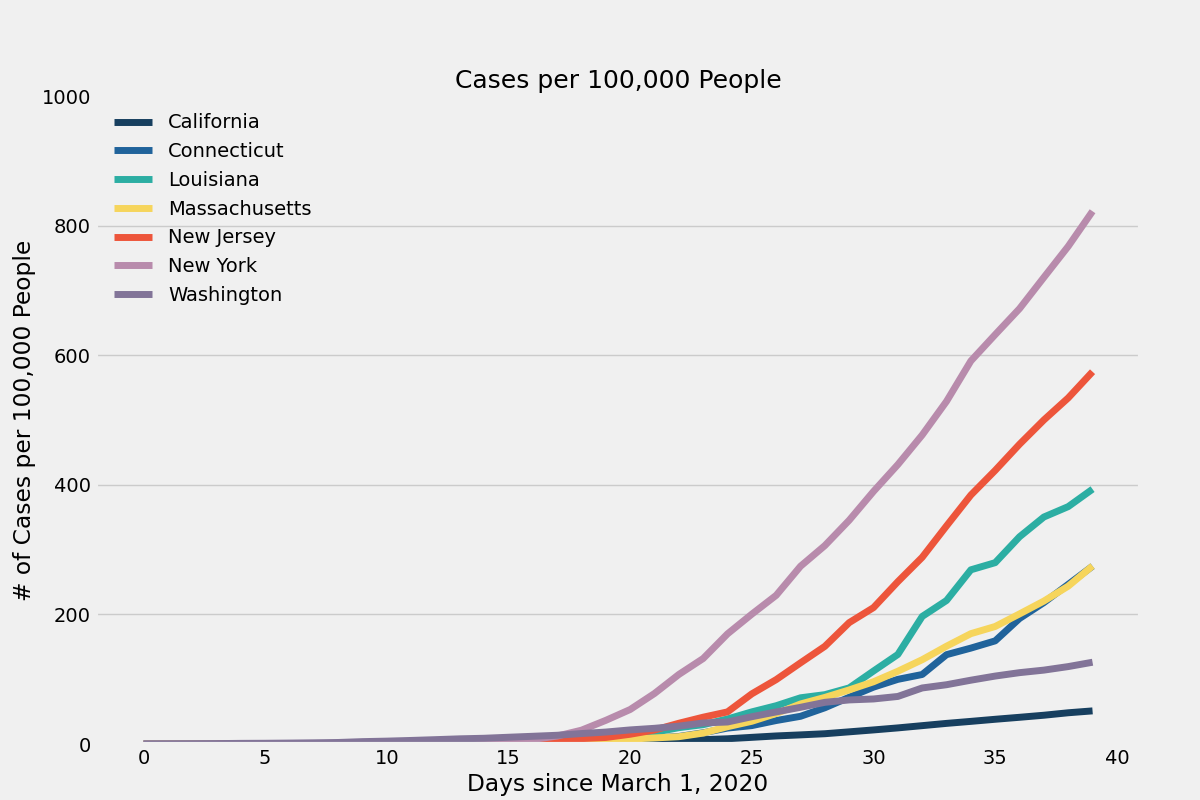 Cases per 100,000 People
1000
800
600
400
200
0
# of Cases per 100,000 People
California
Connecticut
Louisiana
Massachusetts
New Jersey
New York
Washington
0 5 10 15 20 25 30 35 40
Days since March 1, 2020